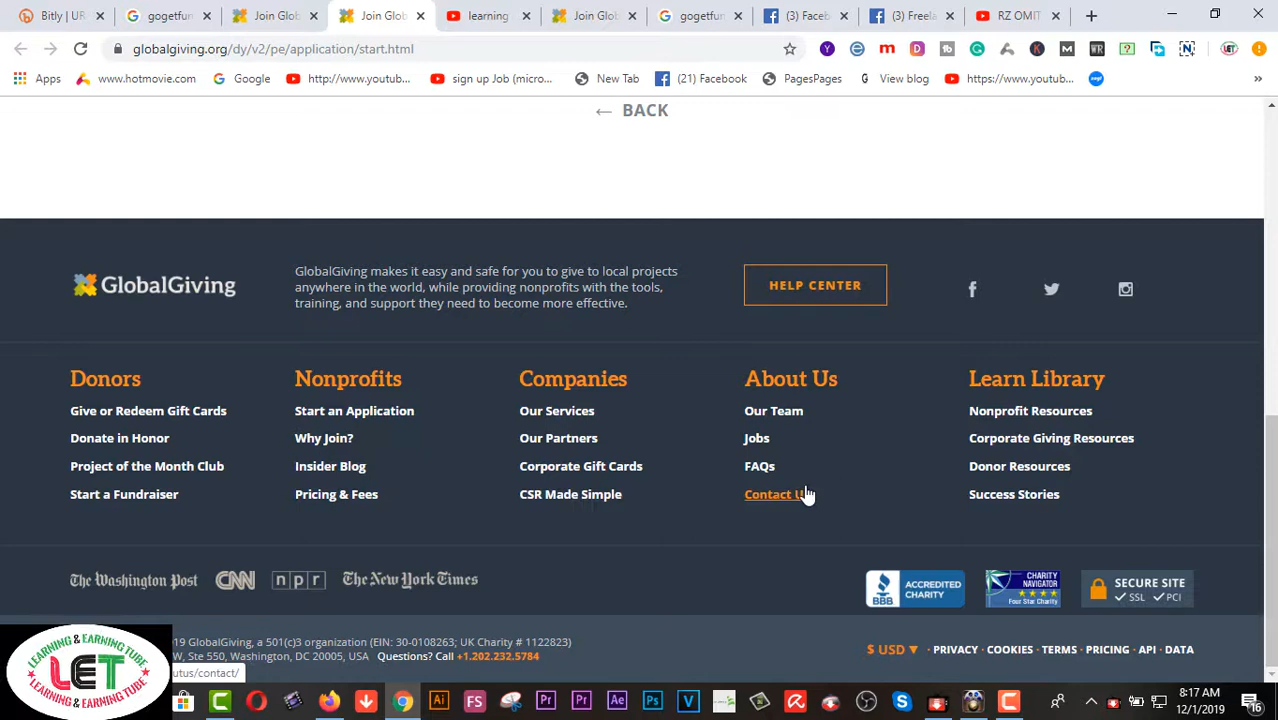 Bitly | UR
gogetfun
Join Glob
Join Glob
learning
Join Glob
gogetfun
(3) Faceb
(3) Freela
RZ OMIT
globalgiving.org/dy/v2/pe/application/start.html
Apps
www.hotmovie.com
Google
http://www.youtub...
sign up Job (micro...
New Tab
(21) Facebook
PagesPages
View blog
https://www.youtub...
← BACK
GlobalGiving
GlobalGiving makes it easy and safe for you to give to local projects
anywhere in the world, while providing nonprofits with the tools,
training, and support they need to become more effective.
HELP CENTER
Donors
Give or Redeem Gift Cards
Donate in Honor
Project of the Month Club
Start a Fundraiser
Nonprofits
Start an Application
Why Join?
Insider Blog
Pricing & Fees
Companies
Our Services
Our Partners
Corporate Gift Cards
CSR Made Simple
About Us
Our Team
Jobs
FAQs
Contact U
Learn Library
Nonprofit Resources
Corporate Giving Resources
Donor Resources
Success Stories
The Washington Post
CNN
npr
The New York Times
BBB ACCREDITED CHARITY
CHARITY NAVIGATOR
Four Star Charity
SECURE SITE
SSL PCI
19 GlobalGiving, a 501(c)3 organization (EIN: 30-0108263; UK Charity # 1122823)
W, Ste 550, Washington, DC 20005, USA Questions? Call +1.202.232.5784
$ USD ▼ · PRIVACY · COOKIES · TERMS · PRICING · API · DATA
utus/contact/
LEARNING & EARNING TUBE
LET
LEARNING & EARNING TUBE
8:17 AM
12/1/2019
16